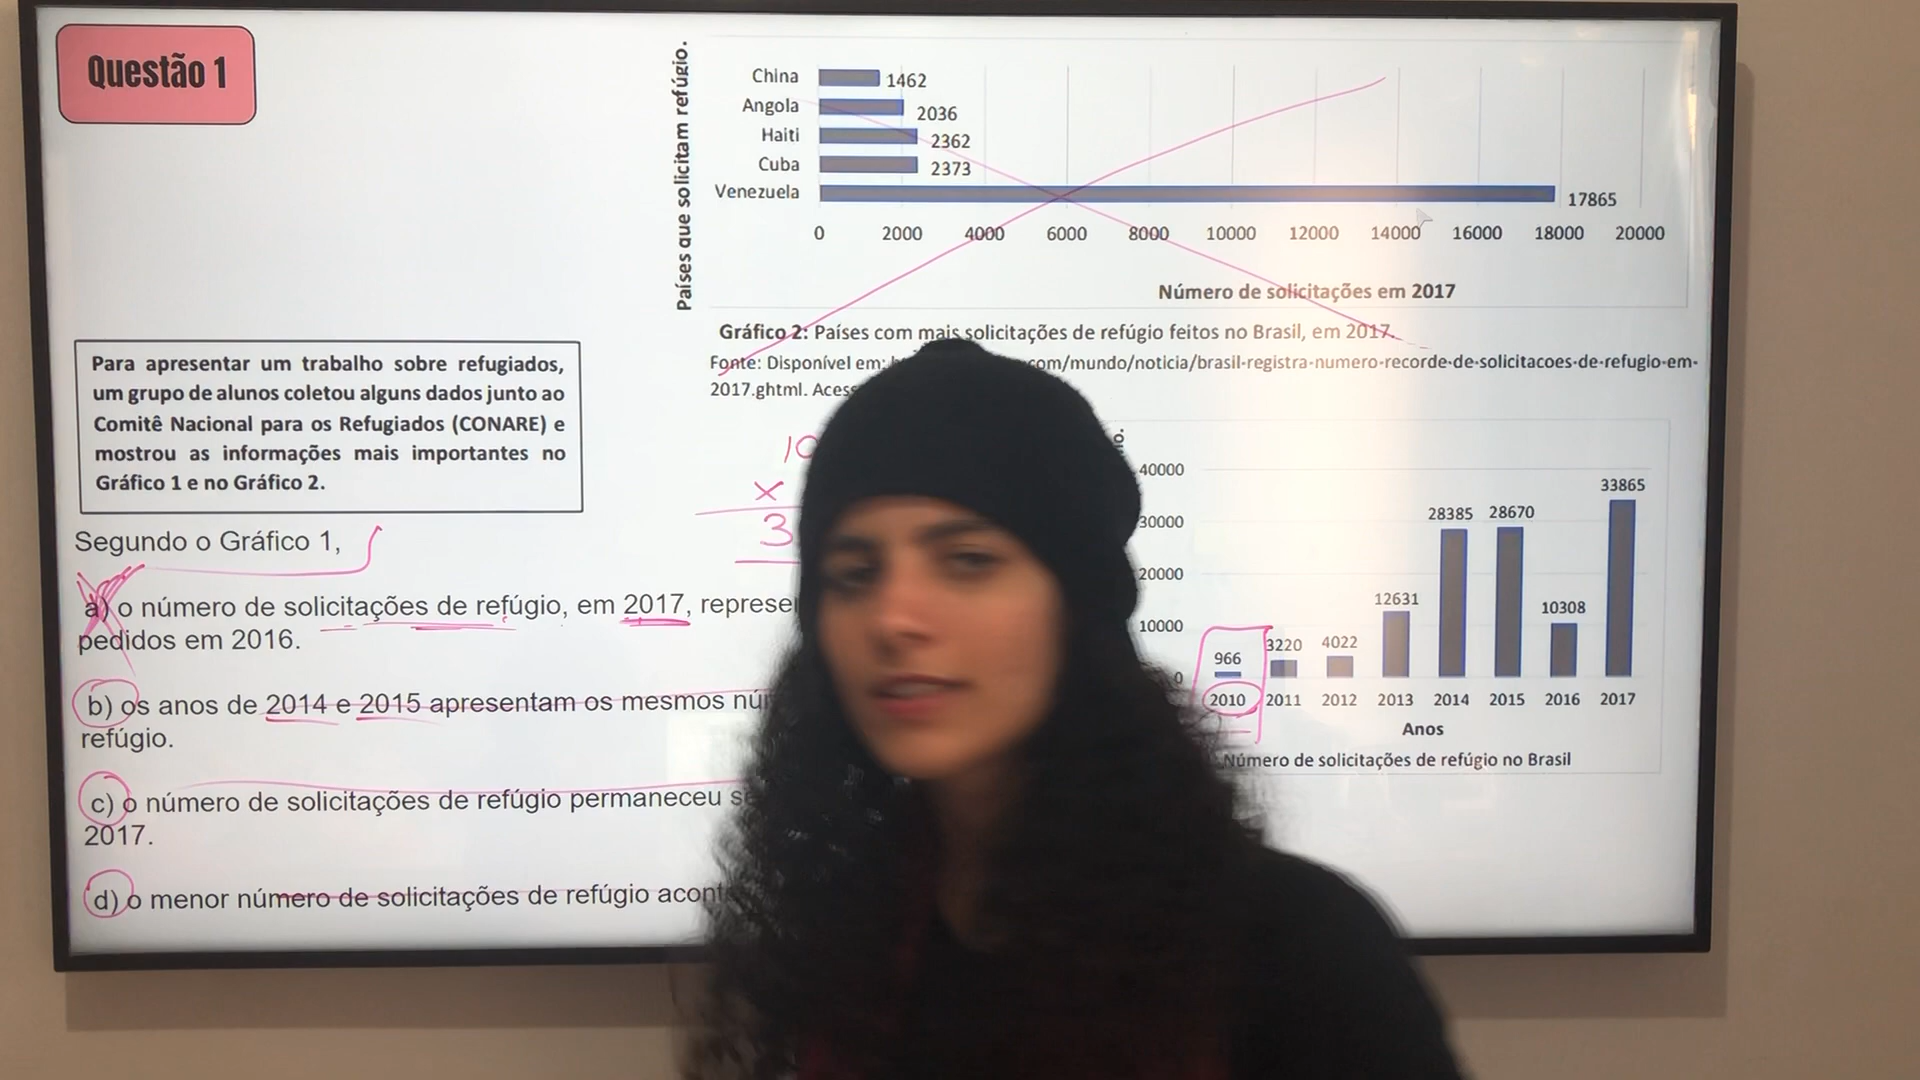 Questão 1
Países que solicitam refúgio.
China 1462
Angola 2036
Haiti 2362
Cuba 2373
Venezuela 17865
0 2000 4000 6000 8000 10000 12000 14000 16000 18000 20000
Número de solicitações em 2017
Gráfico 2: Países com mais solicitações de refúgio feitos no Brasil, em 2017.
Fonte: Disponível em: com/mundo/noticia/brasil-registra-numero-recorde-de-solicitacoes-de-refugio-em-
2017.ghtml.
Para apresentar um trabalho sobre refugiados,
um grupo de alunos coletou alguns dados junto ao
Comitê Nacional para os Refugiados (CONARE) e
mostrou as informações mais importantes no
Gráfico 1 e no Gráfico 2.
10
x
3
Segundo o Gráfico 1,
a) o número de solicitações de refúgio, em 2017,
pedidos em 2016.
b) os anos de 2014 e 2015 apresentam os mesmos
refúgio.
c) o número de solicitações de refúgio permaneceu
2017.
d) o menor número de solicitações de refúgio
40000
30000
20000
10000
0
966 3220 4022 12631 28385 28670 10308 33865
2010 2011 2012 2013 2014 2015 2016 2017
Anos
Número de solicitações de refúgio no Brasil